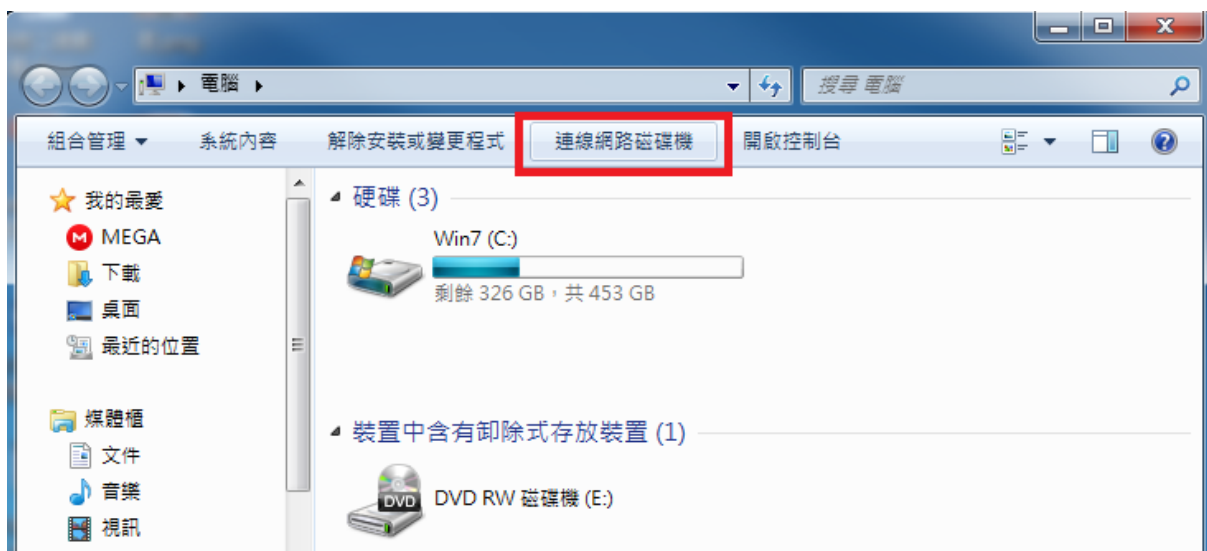 電腦
搜尋 電腦
組合管理 系統內容 解除安裝或變更程式 連線網路磁碟機 開啟控制台
我的最愛
MEGA
下載
桌面
最近的位置
媒體櫃
文件
音樂
視訊
硬碟 (3)
Win7 (C:)
剩餘 326 GB，共 453 GB
裝置中含有卸除式存放裝置 (1)
DVD
DVD RW 磁碟機 (E:)